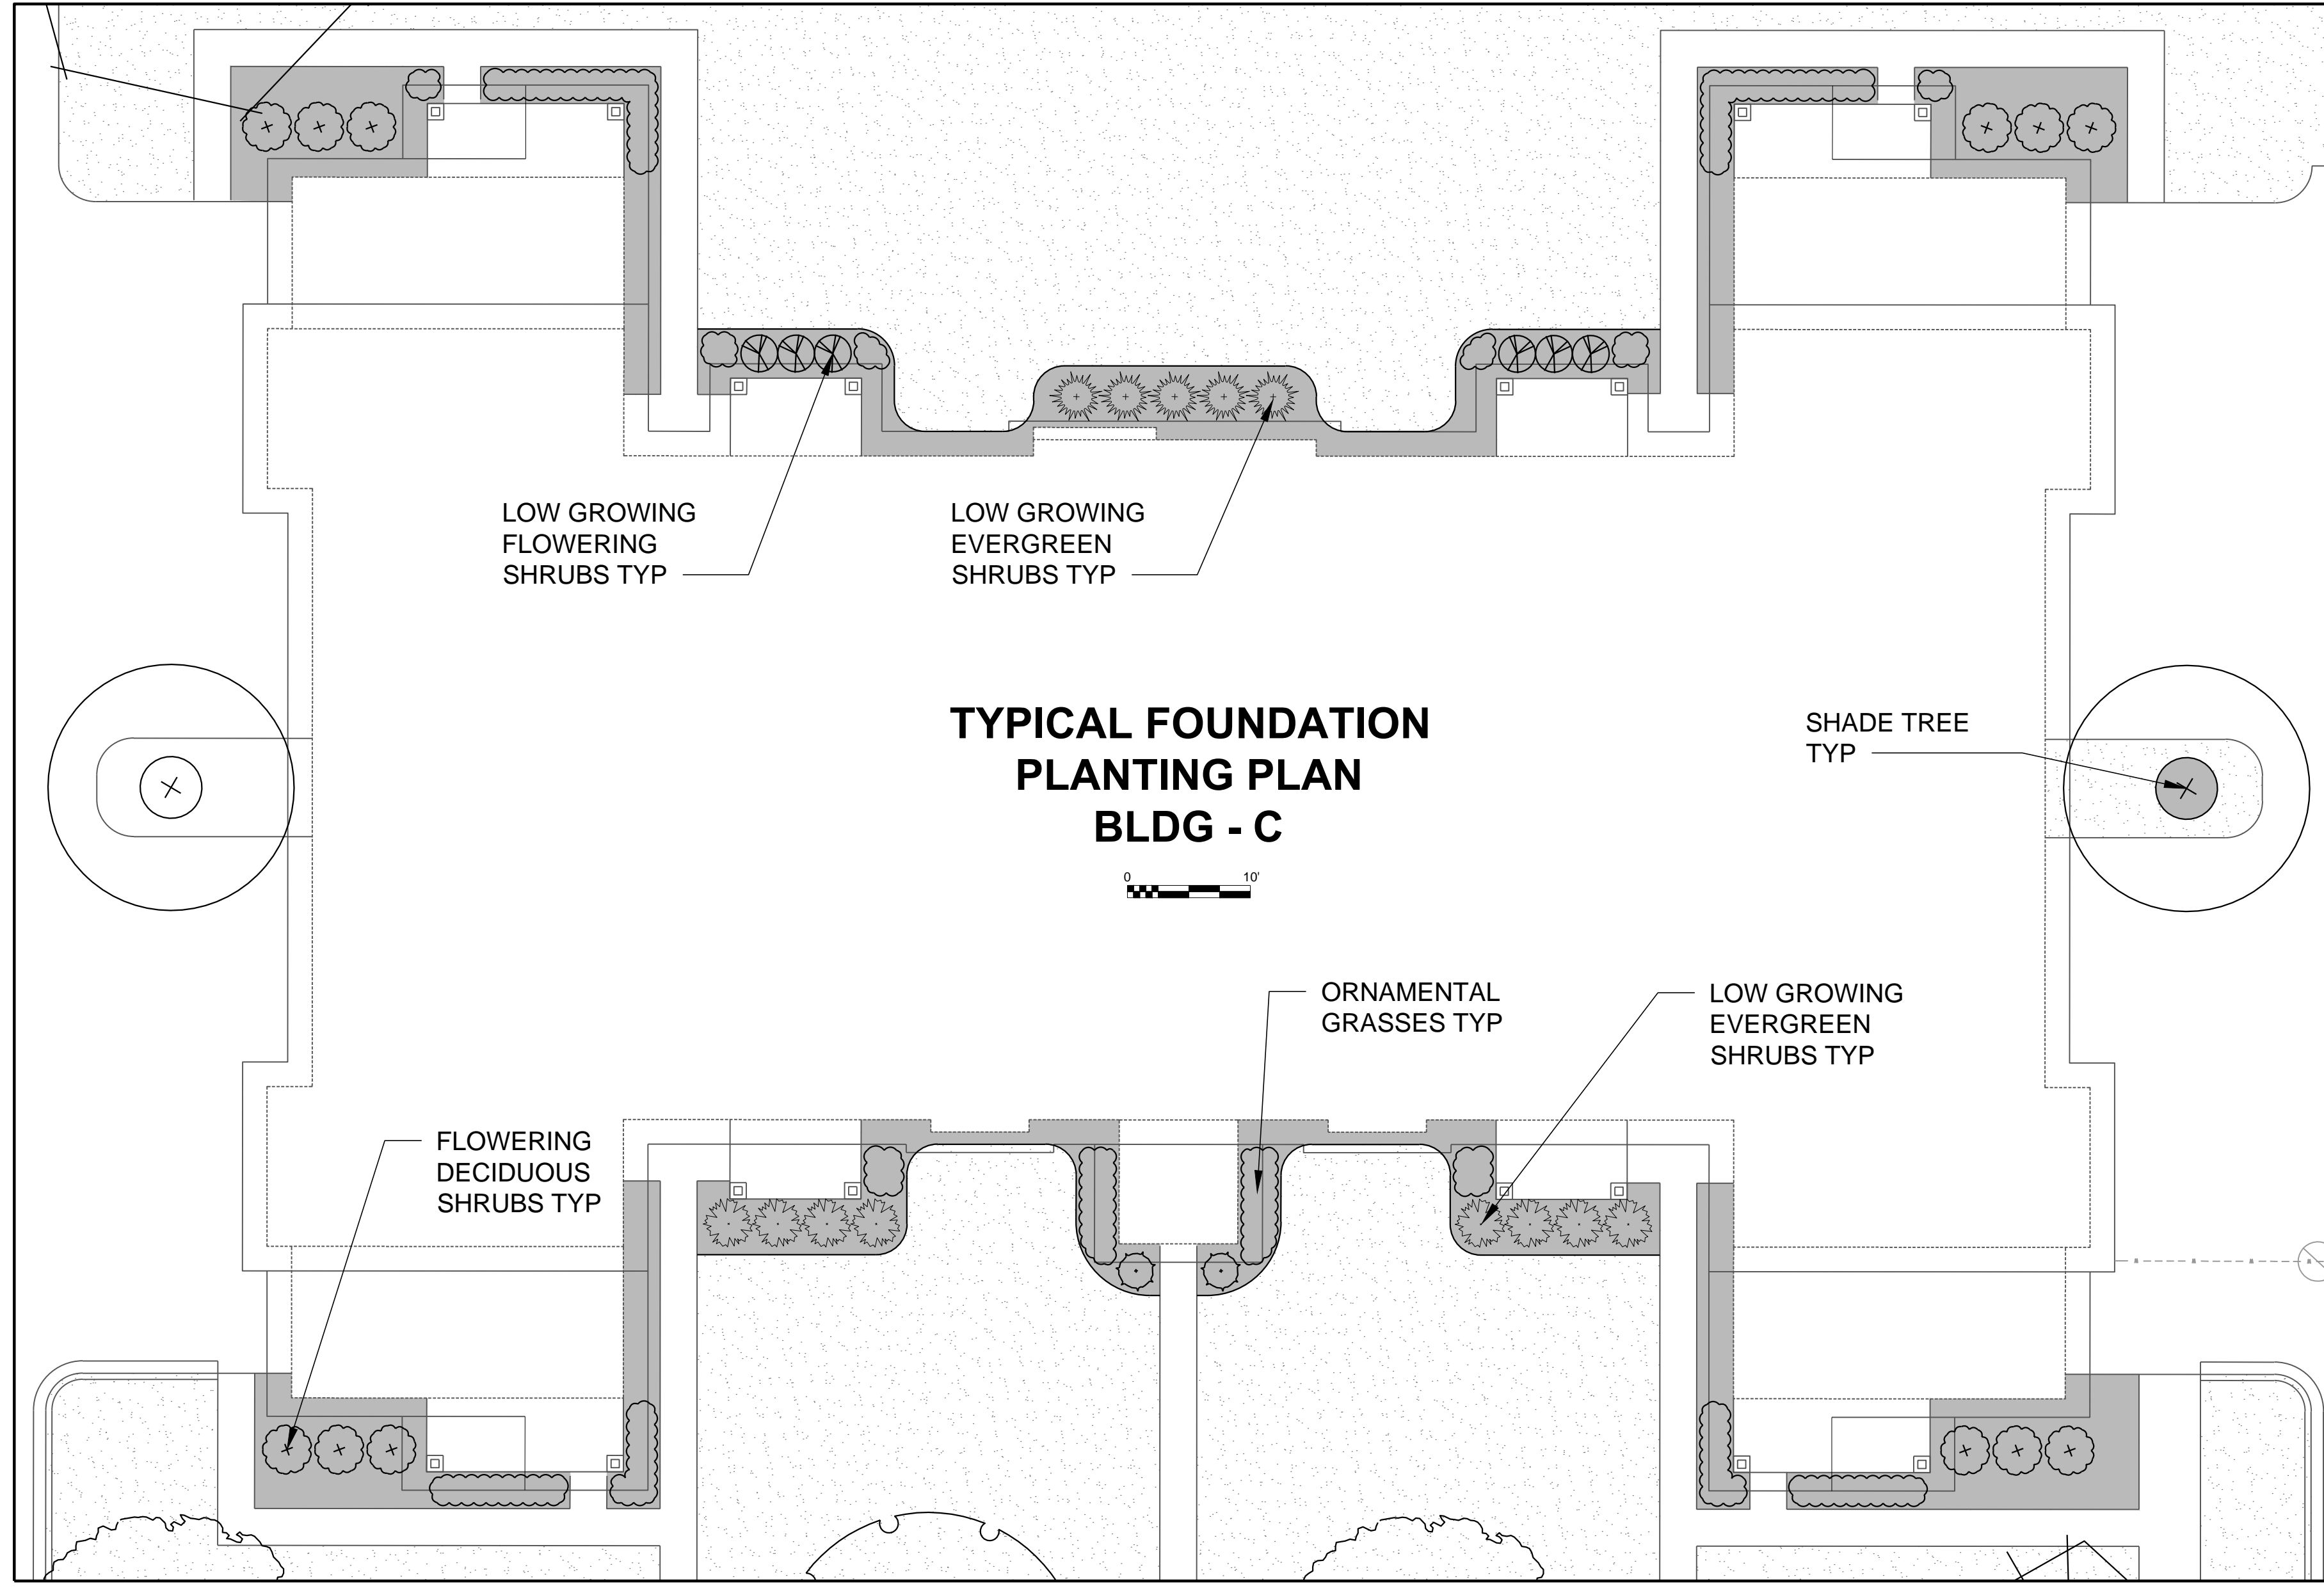 LOW GROWING
FLOWERING
SHRUBS TYP
LOW GROWING
EVERGREEN
SHRUBS TYP
TYPICAL FOUNDATION
PLANTING PLAN
BLDG - C
0 10'
SHADE TREE
TYP
ORNAMENTAL
GRASSES TYP
LOW GROWING
EVERGREEN
SHRUBS TYP
FLOWERING
DECIDUOUS
SHRUBS TYP